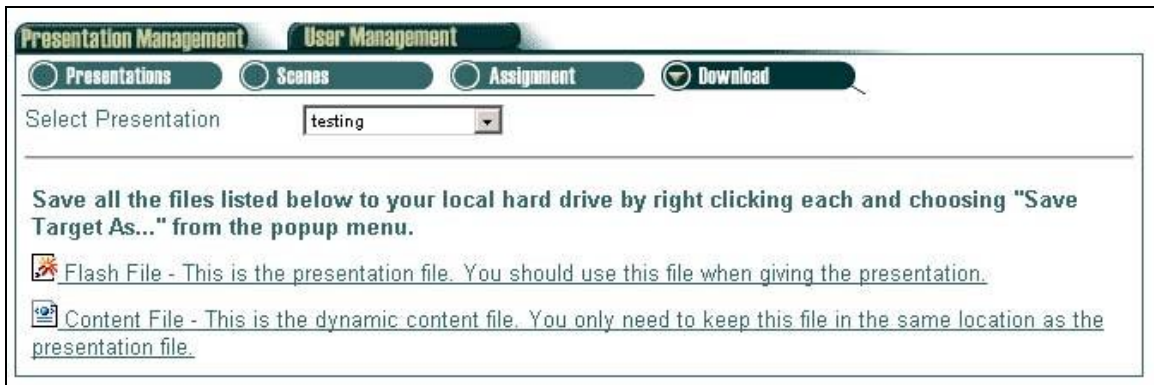 Presentation Management User Management
Presentations Scenes Assignment Download
Select Presentation testing
Save all the files listed below to your local hard drive by right clicking each and choosing "Save
Target As..." from the popup menu.
Flash File - This is the presentation file. You should use this file when giving the presentation.
Content File - This is the dynamic content file. You only need to keep this file in the same location as the
presentation file.